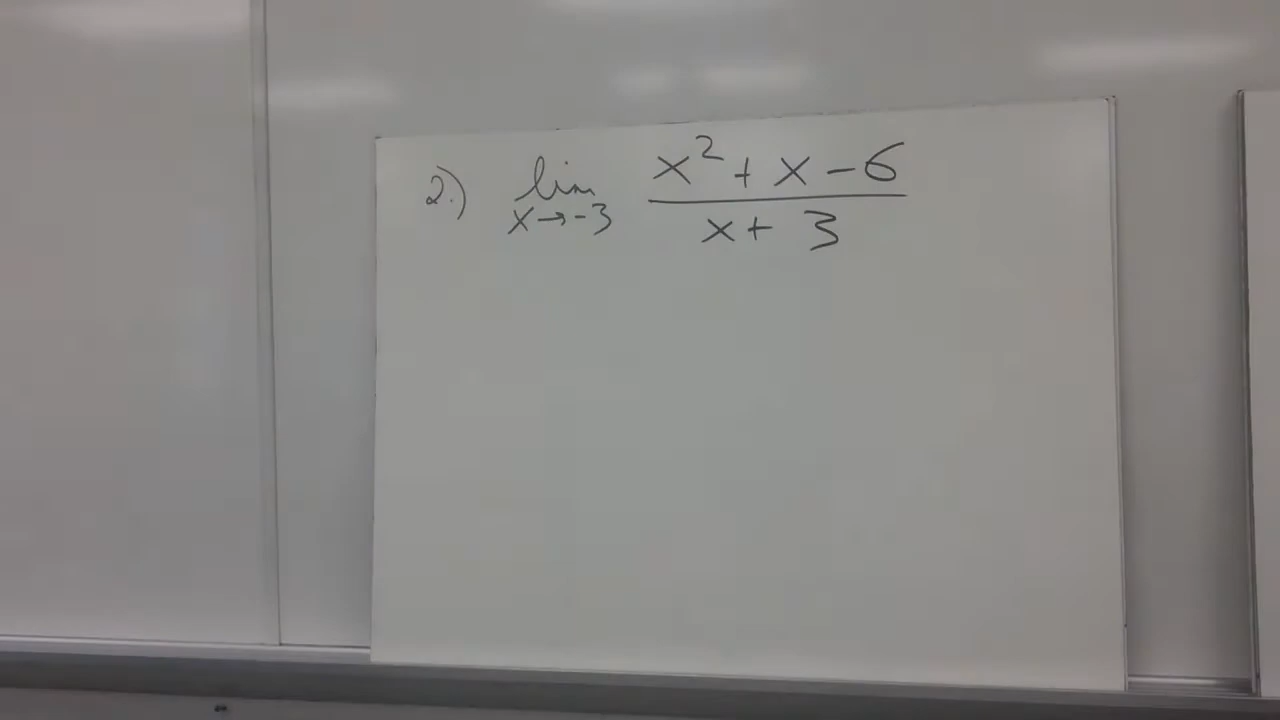 2.) lim x→-3 (x² + x - 6)/(x + 3)